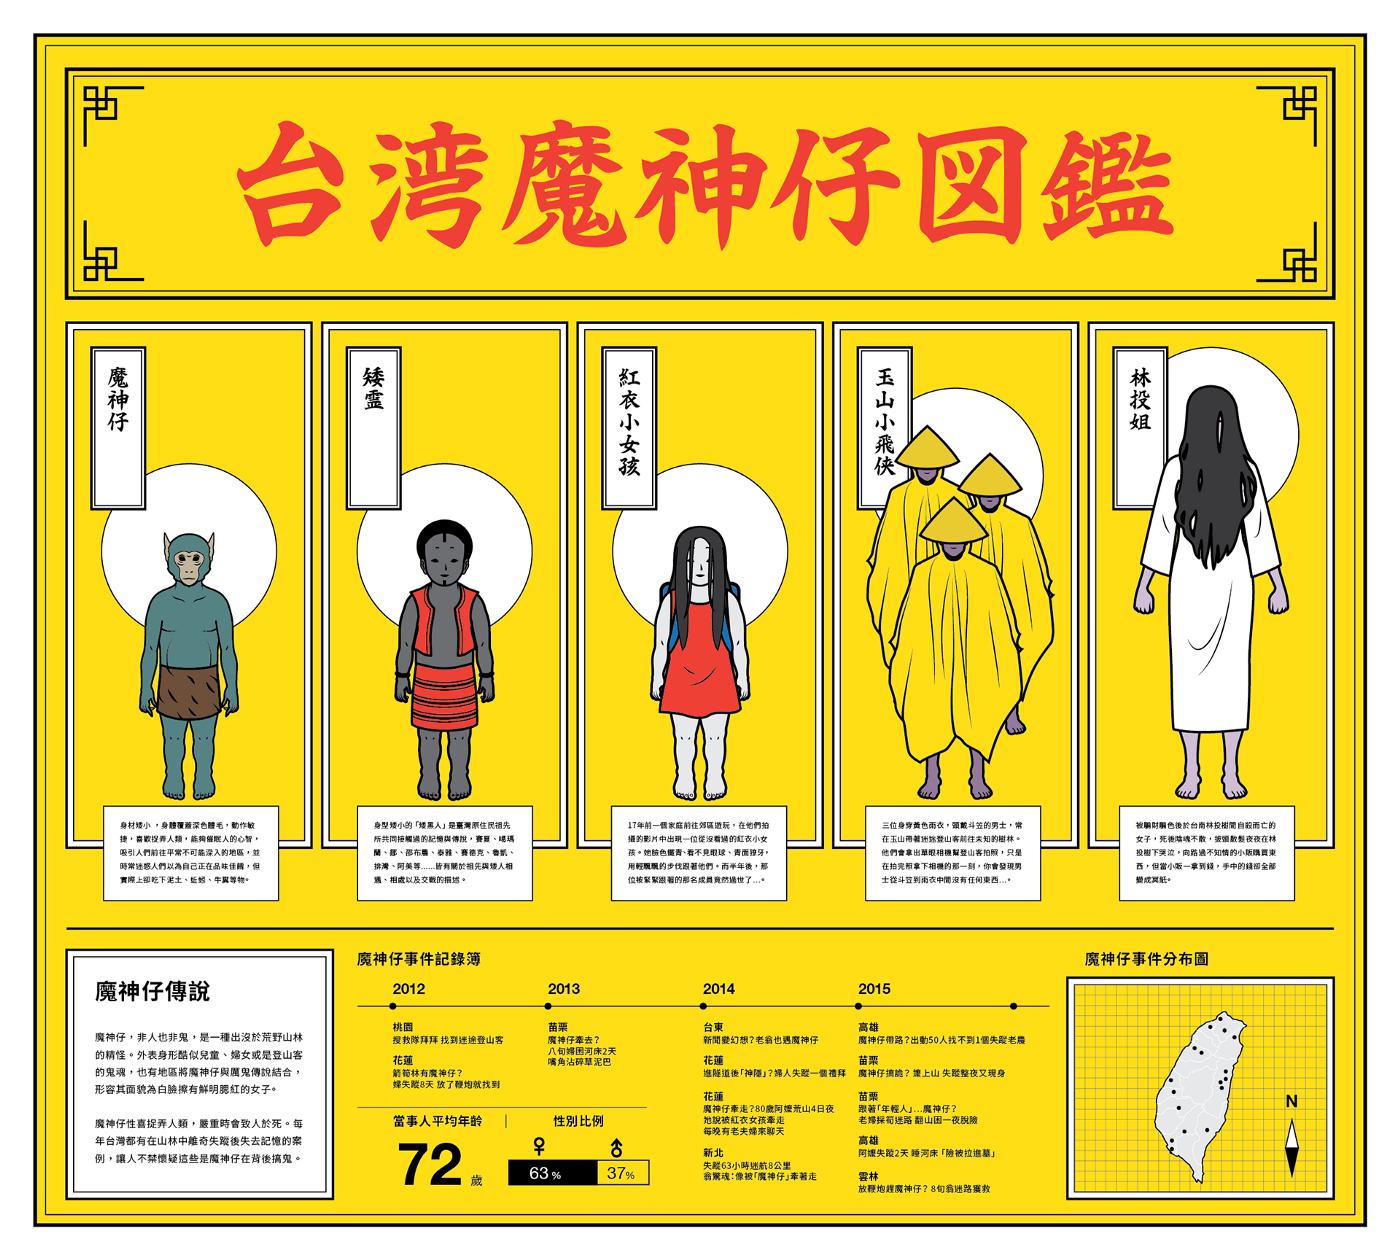 台湾魔神仔図鑑
魔神仔
矮靈
紅衣小女孩
玉山小飛俠
林投姐
身材矮小，身體覆蓋深色體毛，動作敏
捷，喜歡捉弄人類，能夠催眠人的心智，
吸引人們前往平常不可能深入的地區，並
時常迷惑人們以為自己正在品味佳餚，但
實際上卻吃下泥土、蚯蚓、牛糞等物。
身型矮小的「矮黑人」是臺灣原住民祖先
所共同接觸過的記憶與傳說，賽夏、噶瑪
蘭、鄒、邵布農、泰雅、賽德克、魯凱、
排灣、阿美等......皆有關於祖先與矮人相
遇、相處以及交戰的描述。
17年前一個家庭前往郊區遊玩，在他們拍
攝的影片中出現一位從沒看過的紅衣小女
孩。她臉色鐵青、看不見眼球、青面獠牙，
用輕飄飄的步伐跟著他們。而半年後，那
位被緊緊跟著的那名成員竟然過世了...。
三位身穿黃色雨衣，頭戴斗笠的男士，常
在玉山帶著迷途登山客前往未知的樹林。
他們會拿出單眼相機幫登山客拍照，只是
在拍完照拿下相機的那一刻，你會發現男
士從斗笠到雨衣中間沒有任何東西...。
被騙財騙色後於台南林投樹間自殺而亡的
女子，死後陰魂不散，披頭散髮夜夜在林
投樹下哭泣，向路過不知情的小販購買東
西，但當小販一拿到錢，手中的錢卻全部
變成冥紙。
魔神仔傳說
魔神仔，非人也非鬼，是一種出沒於荒野山林
的精怪。外表身形酷似兒童、婦女或是登山客
的鬼魂，也有地區將魔神仔與厲鬼傳說結合，
形容其面貌為白臉擦有鮮明腮紅的女子。
魔神仔性喜捉弄人類，嚴重時會致人於死。每
年台灣都有在山林中離奇失蹤後失去記憶的案
例，讓人不禁懷疑這些是魔神仔在背後搞鬼。
魔神仔事件記錄簿
2012
桃園
搜救隊拜拜 找到迷途登山客
花蓮
箭筍林有魔神仔？
婦失蹤8天 放了鞭炮就找到
2013
苗栗
魔神仔牽去？
八旬婦困河床2天
嘴角沾碎草泥巴
2014
台東
新聞變幻想？老翁也遇魔神仔
花蓮
進隧道後「神隱」？婦人失蹤一個禮拜
花蓮
魔神仔牽走？80歲阿嬤荒山4日夜
她說被紅衣女孩牽走
每晚有老夫婦來聊天
新北
失蹤63小時迷航8公里
翁驚魂：像被「魔神仔」牽著走
2015
高雄
魔神仔帶路？出動50人找不到1個失蹤老農
苗栗
魔神仔搞詭？ 嬤上山 失蹤整夜又現身
苗栗
跟著「年輕人」...魔神仔？
老婦採筍迷路 翻山困一夜脫險
高雄
阿嬤失蹤2天 睡河床「險被拉進墓」
雲林
放鞭炮趕魔神仔？ 8旬翁迷路獲救
當事人平均年齡
72 歲
性別比例
63 %
37%
魔神仔事件分布圖
N